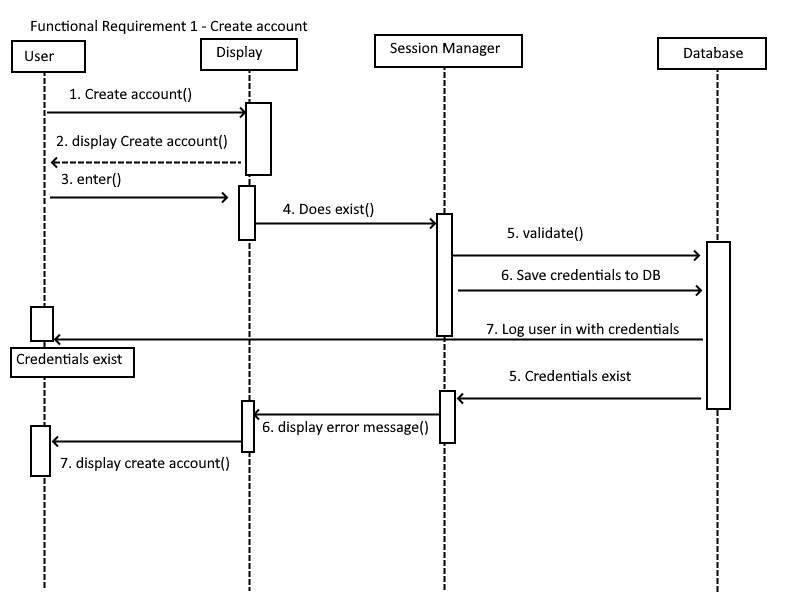 Functional Requirement 1 - Create account
User
Display
Session Manager
Database
1. Create account()
2. display Create account()
3. enter()
4. Does exist()
5. validate()
6. Save credentials to DB
7. Log user in with credentials
Credentials exist
5. Credentials exist
6. display error message()
7. display create account()